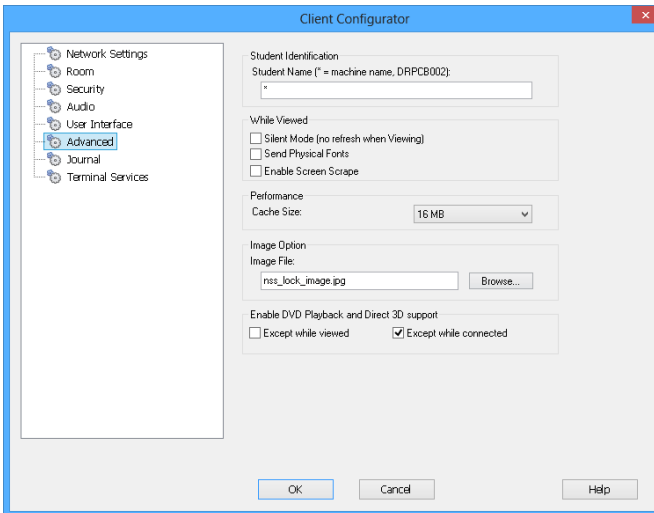 Client Configurator
Network Settings
Room
Security
Audio
User Interface
Advanced
Journal
Terminal Services
Student Identification
Student Name (* = machine name, DRPCB002):
*
While Viewed
Silent Mode (no refresh when Viewing)
Send Physical Fonts
Enable Screen Scrape
Performance
Cache Size:
16 MB
Image Option
Image File:
nss_lock_image.jpg
Browse...
Enable DVD Playback and Direct 3D support
Except while viewed
Except while connected
OK
Cancel
Help